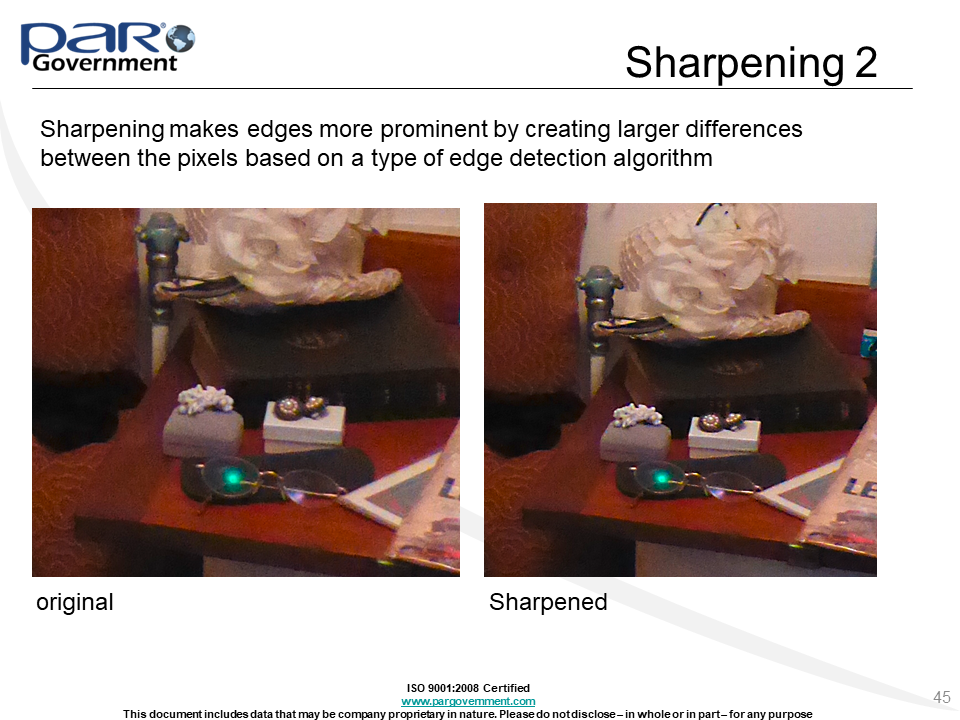 PAR®
Government
Sharpening 2
Sharpening makes edges more prominent by creating larger differences
between the pixels based on a type of edge detection algorithm
LE
LE
original
Sharpened
ISO 9001:2008 Certified
www.pargovernment.com
45
This document includes data that may be company proprietary in nature. Please do not disclose – in whole or in part – for any purpose